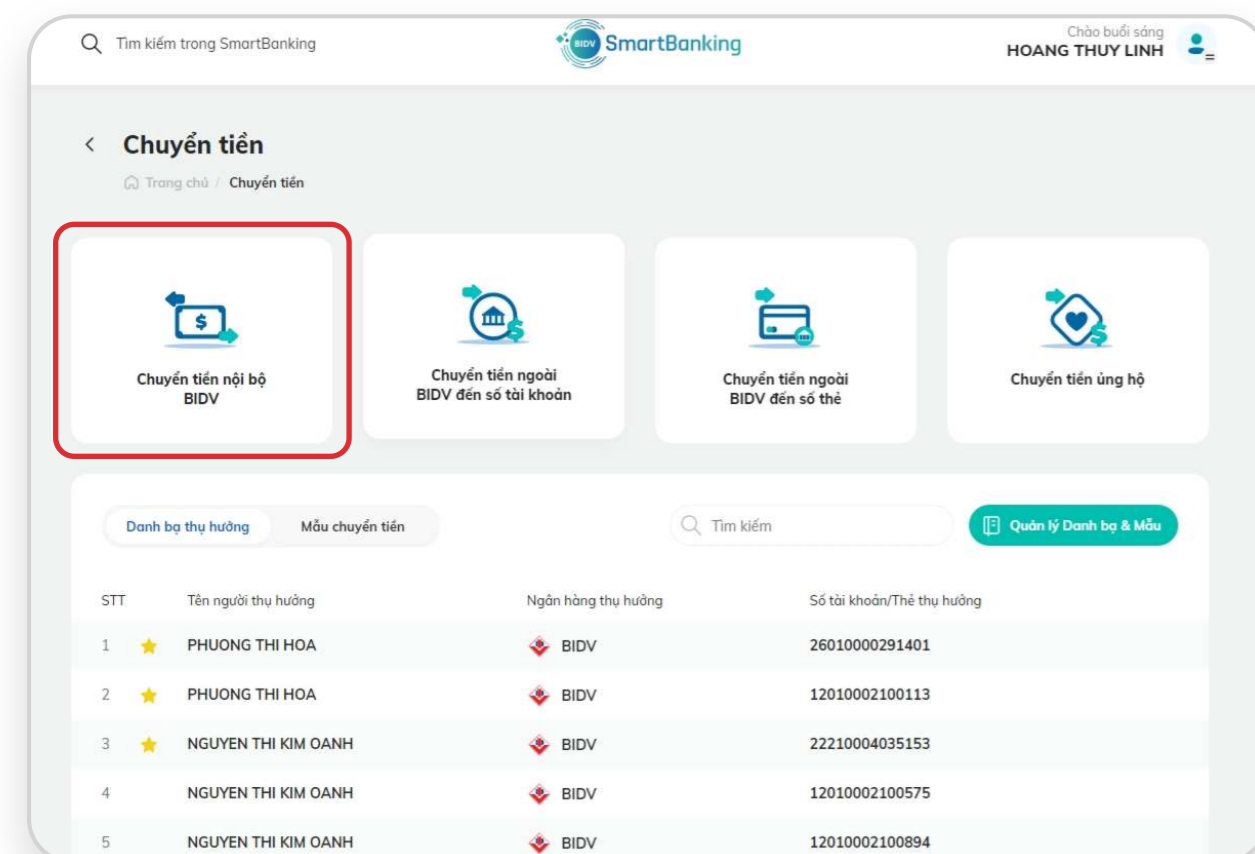 Tìm kiếm trong SmartBanking
BIDV SmartBanking
Chào buổi sáng
HOANG THUY LINH
Chuyển tiền
Trang chủ / Chuyển tiền
Chuyển tiền nội bộ
BIDV
Chuyển tiền ngoài
BIDV đến số tài khoản
Chuyển tiền ngoài
BIDV đến số thẻ
Chuyển tiền ủng hộ
Danh bạ thụ hưởng
Mẫu chuyển tiền
Tìm kiếm
Quản lý Danh bạ & Mẫu
STT Tên người thụ hưởng Ngân hàng thụ hưởng Số tài khoản/Thẻ thụ hưởng
1 PHUONG THI HOA BIDV 26010000291401
2 PHUONG THI HOA BIDV 12010002100113
3 NGUYEN THI KIM OANH BIDV 22210004035153
4 NGUYEN THI KIM OANH BIDV 12010002100575
5 NGUYEN THI KIM OANH BIDV 12010002100894